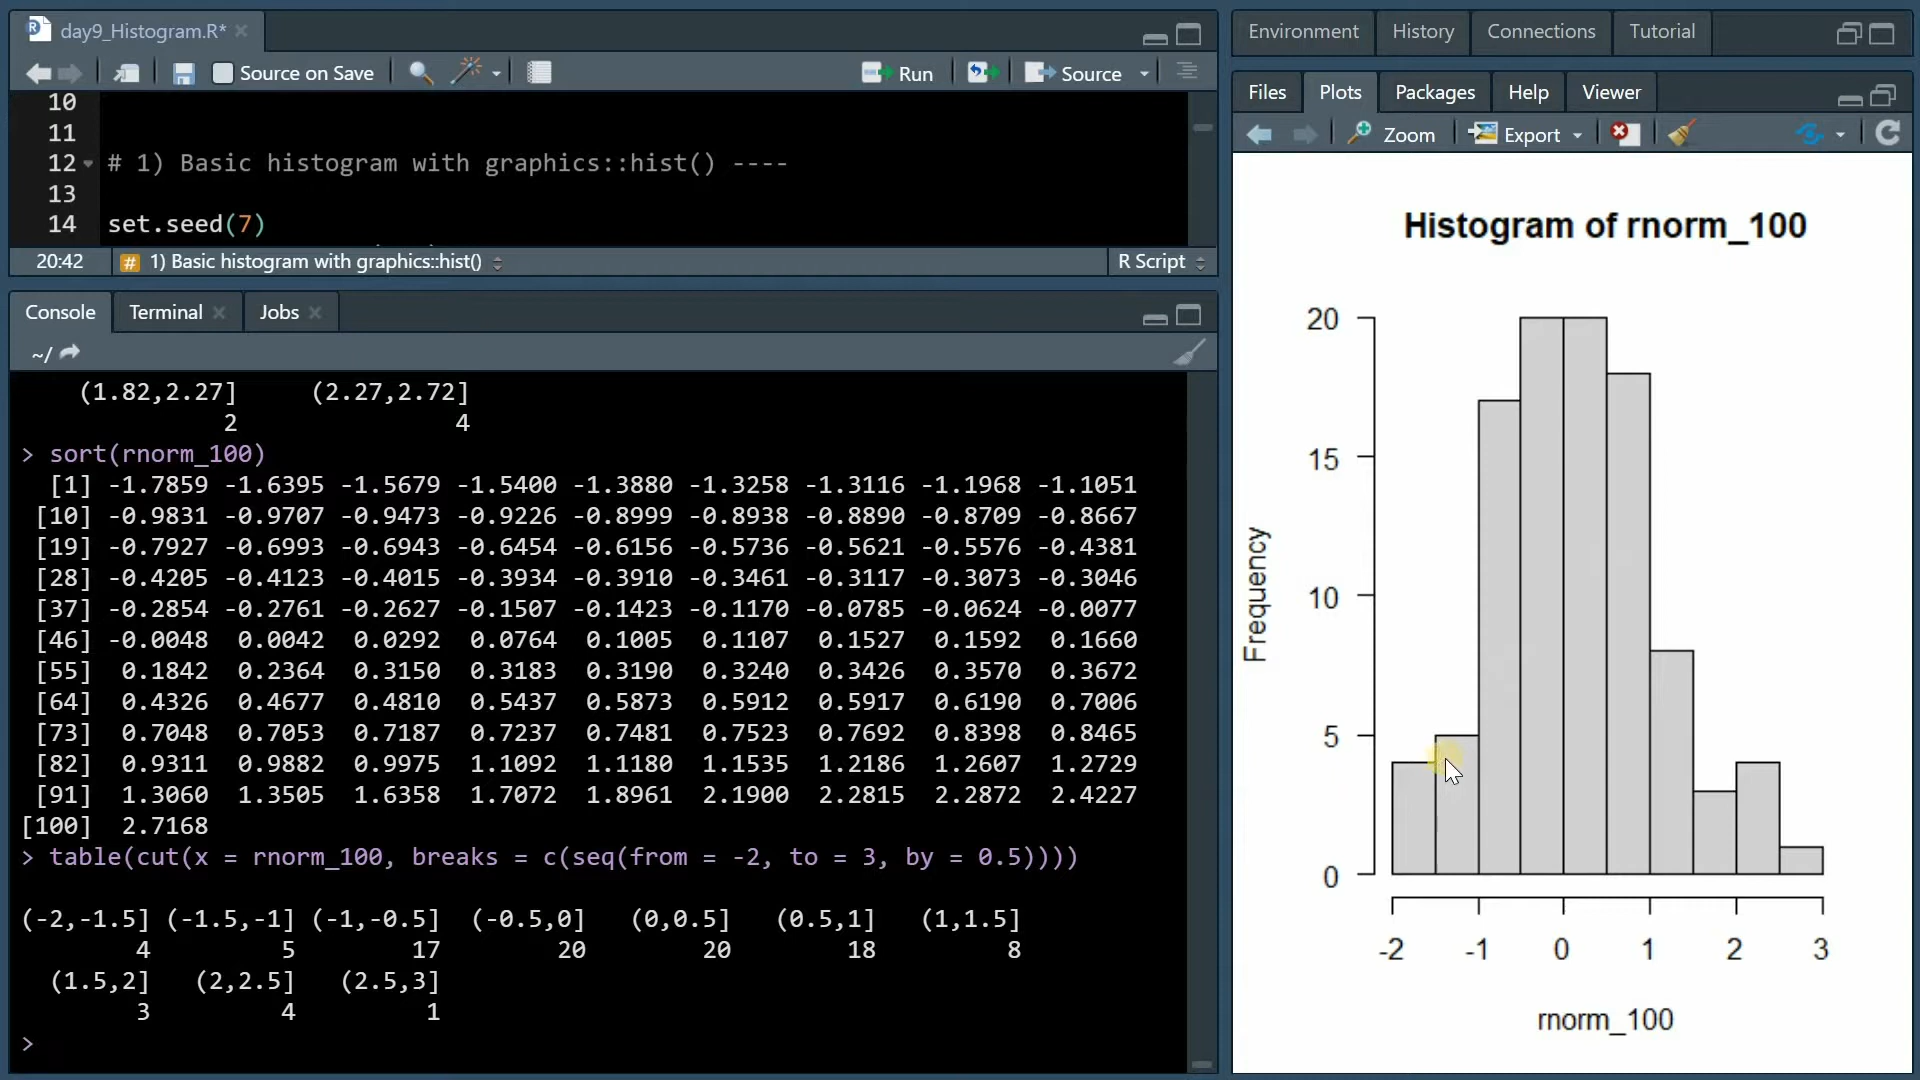 day9_Histogram.R*
Source on Save
Run
Source
10
11
12 # 1) Basic histogram with graphics::hist() ----
13
14 set.seed(7)
20:42 # 1) Basic histogram with graphics::hist() R Script
Console Terminal Jobs
~/
(1.82,2.27] (2.27,2.72]
2 4
> sort(rnorm_100)
[1] -1.7859 -1.6395 -1.5679 -1.5400 -1.3880 -1.3258 -1.3116 -1.1968 -1.1051
[10] -0.9831 -0.9707 -0.9473 -0.9226 -0.8999 -0.8938 -0.8890 -0.8709 -0.8667
[19] -0.7927 -0.6993 -0.6943 -0.6454 -0.6156 -0.5736 -0.5621 -0.5576 -0.4381
[28] -0.4205 -0.4123 -0.4015 -0.3934 -0.3910 -0.3461 -0.3117 -0.3073 -0.3046
[37] -0.2854 -0.2761 -0.2627 -0.1507 -0.1423 -0.1170 -0.0785 -0.0624 -0.0077
[46] -0.0048 0.0042 0.0292 0.0764 0.1005 0.1107 0.1527 0.1592 0.1660
[55] 0.1842 0.2364 0.3150 0.3183 0.3190 0.3240 0.3426 0.3570 0.3672
[64] 0.4326 0.4677 0.4810 0.5437 0.5873 0.5912 0.5917 0.6190 0.7006
[73] 0.7048 0.7053 0.7187 0.7237 0.7481 0.7523 0.7692 0.8398 0.8465
[82] 0.9311 0.9882 0.9975 1.1092 1.1180 1.1535 1.2186 1.2607 1.2729
[91] 1.3060 1.3505 1.6358 1.7072 1.8961 2.1900 2.2815 2.2872 2.4227
[100] 2.7168
> table(cut(x = rnorm_100, breaks = c(seq(from = -2, to = 3, by = 0.5))))
(-2,-1.5] (-1.5,-1] (-1,-0.5] (-0.5,0] (0,0.5] (0.5,1] (1,1.5]
4 5 17 20 20 18 8
(1.5,2] (2,2.5] (2.5,3]
3 4 1
>
Environment History Connections Tutorial
Files Plots Packages Help Viewer
Zoom Export
Histogram of rnorm_100
Frequency
20
15
10
5
0
-2 -1 0 1 2 3
rnorm_100